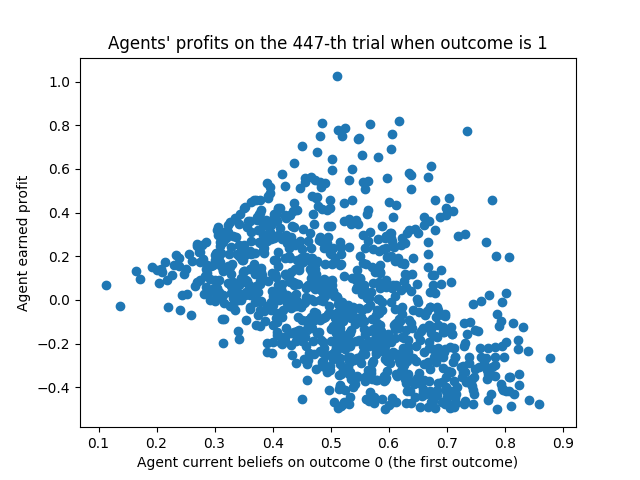 Agents' profits on the 447-th trial when outcome is 1
Agent earned profit
1.0
0.8
0.6
0.4
0.2
0.0
−0.2
−0.4
0.1 0.2 0.3 0.4 0.5 0.6 0.7 0.8 0.9
Agent current beliefs on outcome 0 (the first outcome)